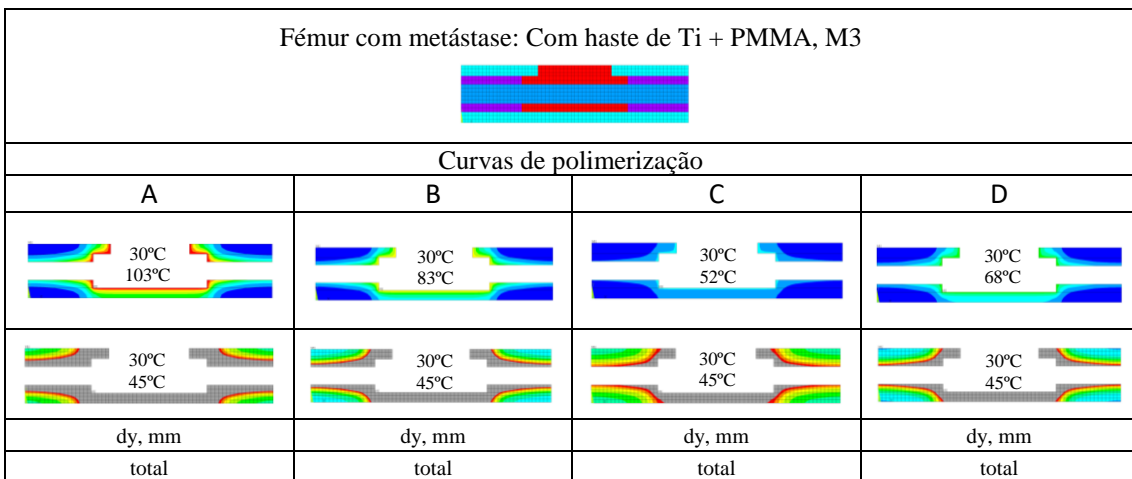 Fémur com metástase: Com haste de Ti + PMMA, M3
Curvas de polimerização
A B C D
30ºC 30ºC 30ºC 30ºC
103ºC 83ºC 52ºC 68ºC
30ºC 30ºC 30ºC 30ºC
45ºC 45ºC 45ºC 45ºC
dy, mm dy, mm dy, mm dy, mm
total total total total